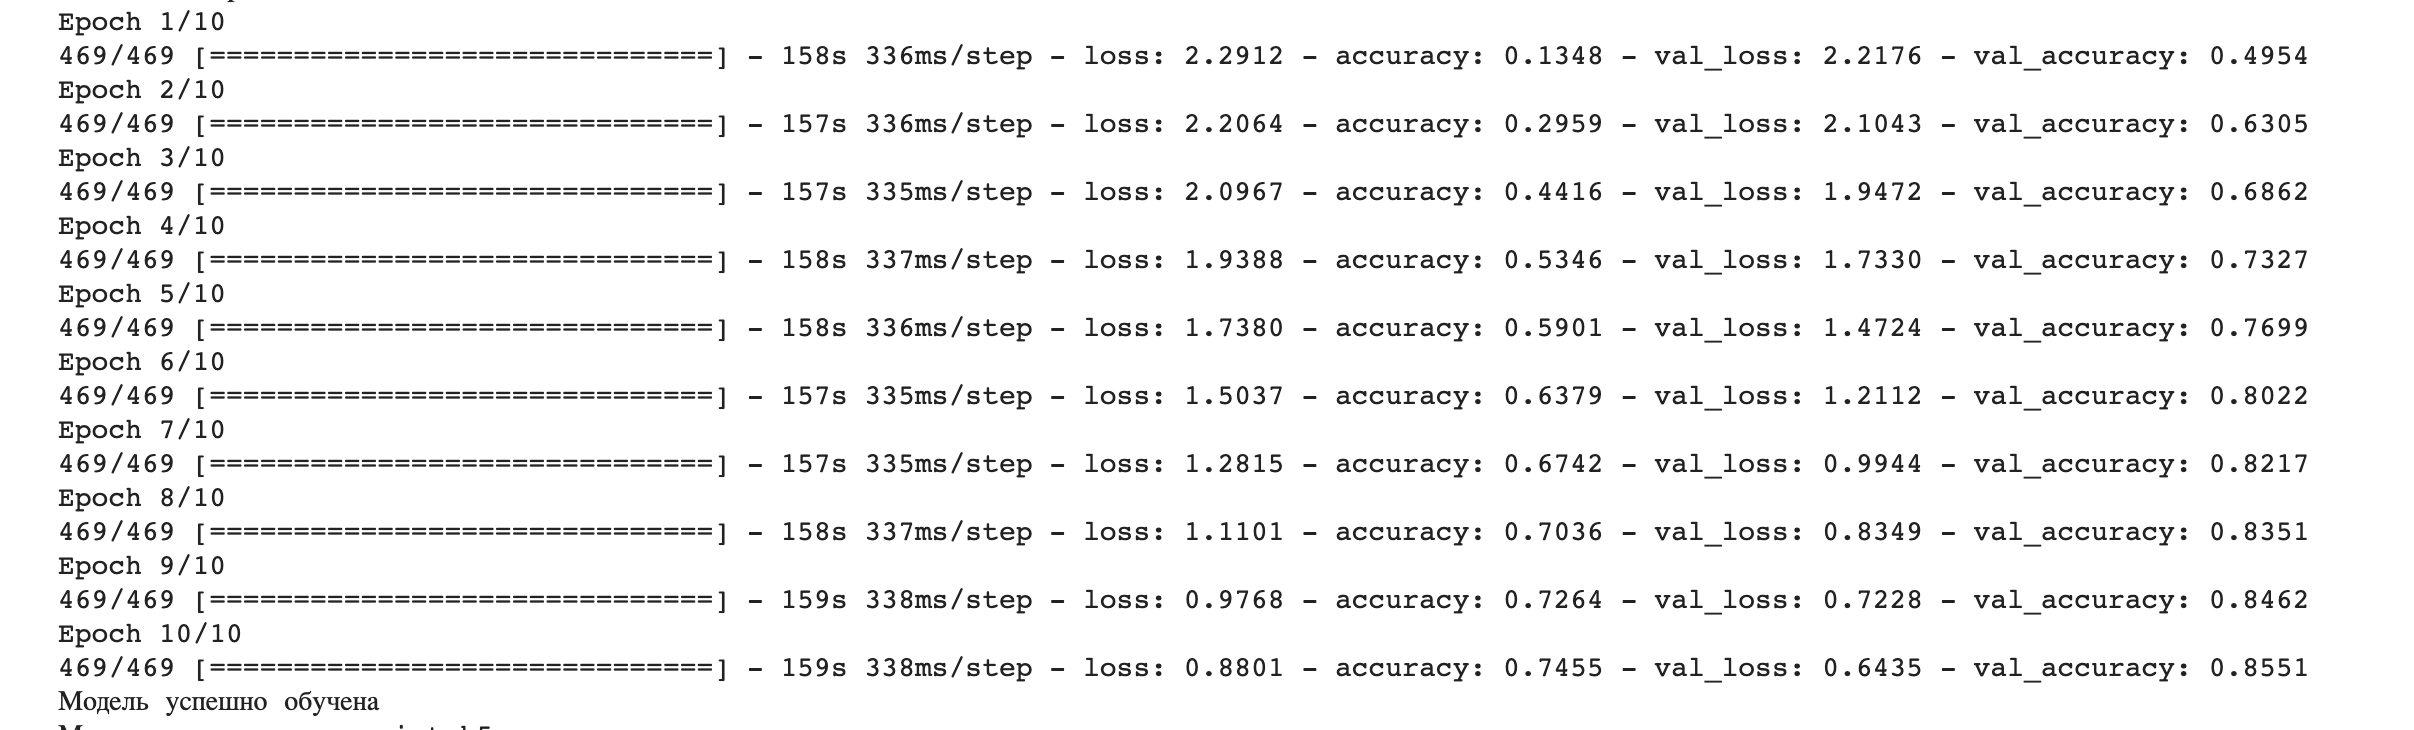 Epoch 1/10
469/469 [==============================] - 158s 336ms/step - loss: 2.2912 - accuracy: 0.1348 - val_loss: 2.2176 - val_accuracy: 0.4954
Epoch 2/10
469/469 [==============================] - 157s 336ms/step - loss: 2.2064 - accuracy: 0.2959 - val_loss: 2.1043 - val_accuracy: 0.6305
Epoch 3/10
469/469 [==============================] - 157s 335ms/step - loss: 2.0967 - accuracy: 0.4416 - val_loss: 1.9472 - val_accuracy: 0.6862
Epoch 4/10
469/469 [==============================] - 158s 337ms/step - loss: 1.9388 - accuracy: 0.5346 - val_loss: 1.7330 - val_accuracy: 0.7327
Epoch 5/10
469/469 [==============================] - 158s 336ms/step - loss: 1.7380 - accuracy: 0.5901 - val_loss: 1.4724 - val_accuracy: 0.7699
Epoch 6/10
469/469 [==============================] - 157s 335ms/step - loss: 1.5037 - accuracy: 0.6379 - val_loss: 1.2112 - val_accuracy: 0.8022
Epoch 7/10
469/469 [==============================] - 157s 335ms/step - loss: 1.2815 - accuracy: 0.6742 - val_loss: 0.9944 - val_accuracy: 0.8217
Epoch 8/10
469/469 [==============================] - 158s 337ms/step - loss: 1.1101 - accuracy: 0.7036 - val_loss: 0.8349 - val_accuracy: 0.8351
Epoch 9/10
469/469 [==============================] - 159s 338ms/step - loss: 0.9768 - accuracy: 0.7264 - val_loss: 0.7228 - val_accuracy: 0.8462
Epoch 10/10
469/469 [==============================] - 159s 338ms/step - loss: 0.8801 - accuracy: 0.7455 - val_loss: 0.6435 - val_accuracy: 0.8551
Модель успешно обучена